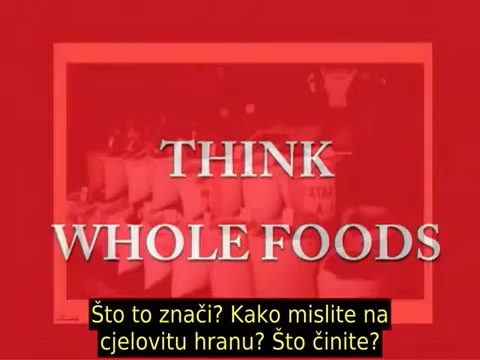 THINK
WHOLE FOODS
Što to znači? Kako mislite na
cjelovitu hranu? Što činite?